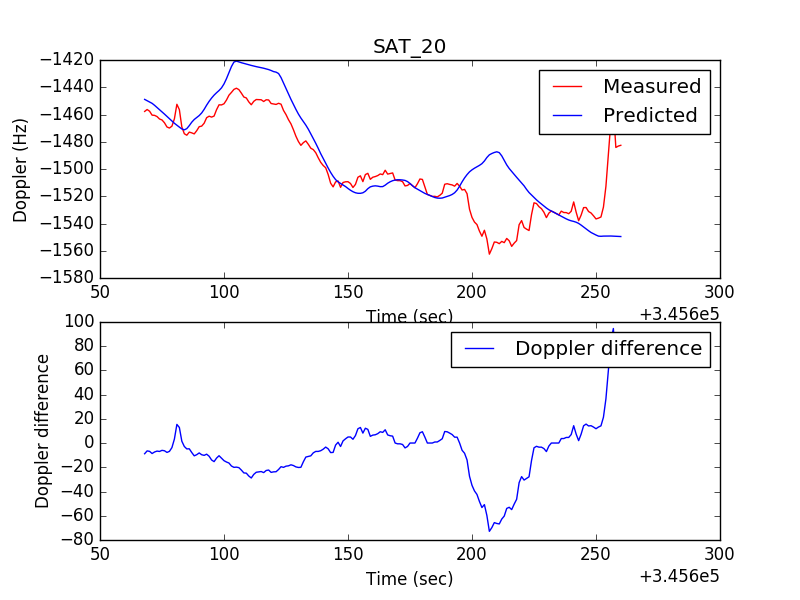 SAT_20
−1420
−1440
−1460
−1480
−1500
−1520
−1540
−1560
−1580
Doppler (Hz)
Measured
Predicted
50 100 150 200 250 300
Time (sec)
+3.456e5
100
80
60
40
20
0
−20
−40
−60
−80
Doppler difference
Doppler difference
50 100 150 200 250 300
Time (sec)
+3.456e5